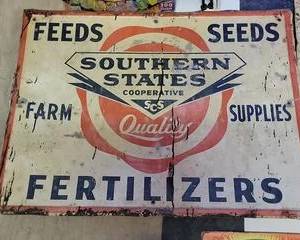 FEEDS SEEDS
SOUTHERN
STATES
COOPERATIVE
SCS
FARM SUPPLIES
Quality
FERTILIZERS